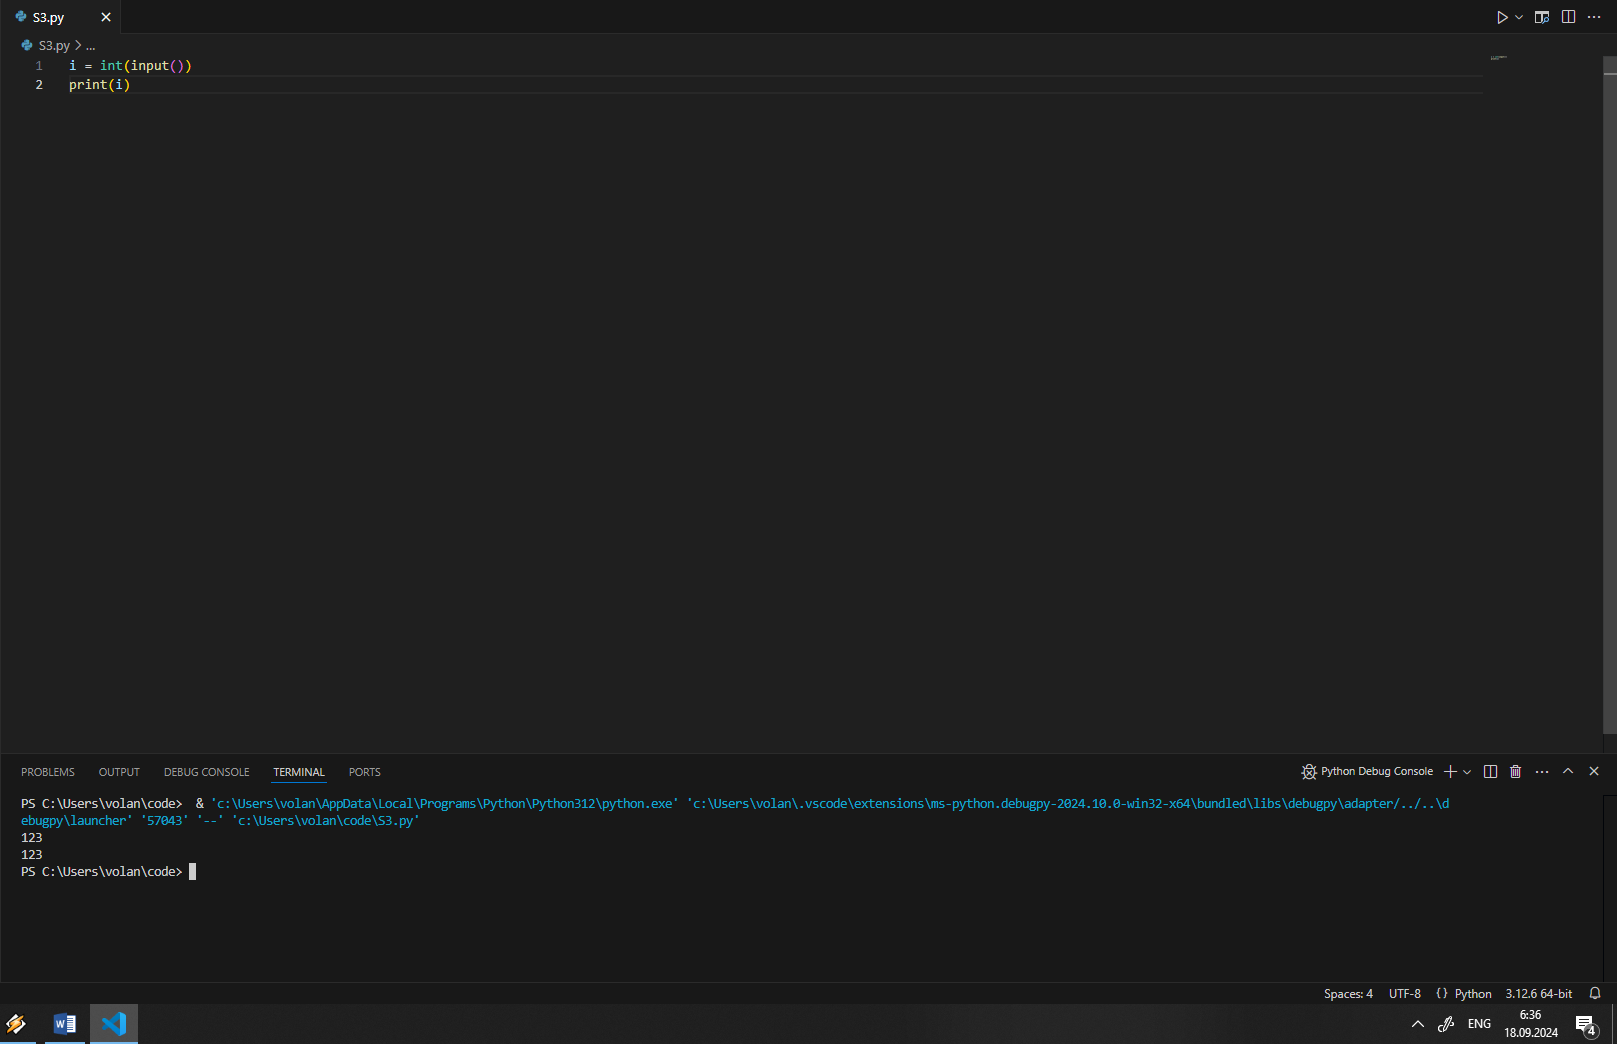 S3.py
S3.py > ...
1 i = int(input())
2 print(i)
PROBLEMS OUTPUT DEBUG CONSOLE TERMINAL PORTS Python Debug Console
PS C:\Users\volan\code>  & 'c:\Users\volan\AppData\Local\Programs\Python\Python312\python.exe' 'c:\Users\volan\.vscode\extensions\ms-python.debugpy-2024.10.0-win32-x64\bundled\libs\debugpy\adapter/../..\d
ebugpy\launcher' '57043' '--' 'c:\Users\volan\code\S3.py'
123
123
PS C:\Users\volan\code>
Spaces: 4 UTF-8 {} Python 3.12.6 64-bit
W ENG 6:36
18.09.2024 4